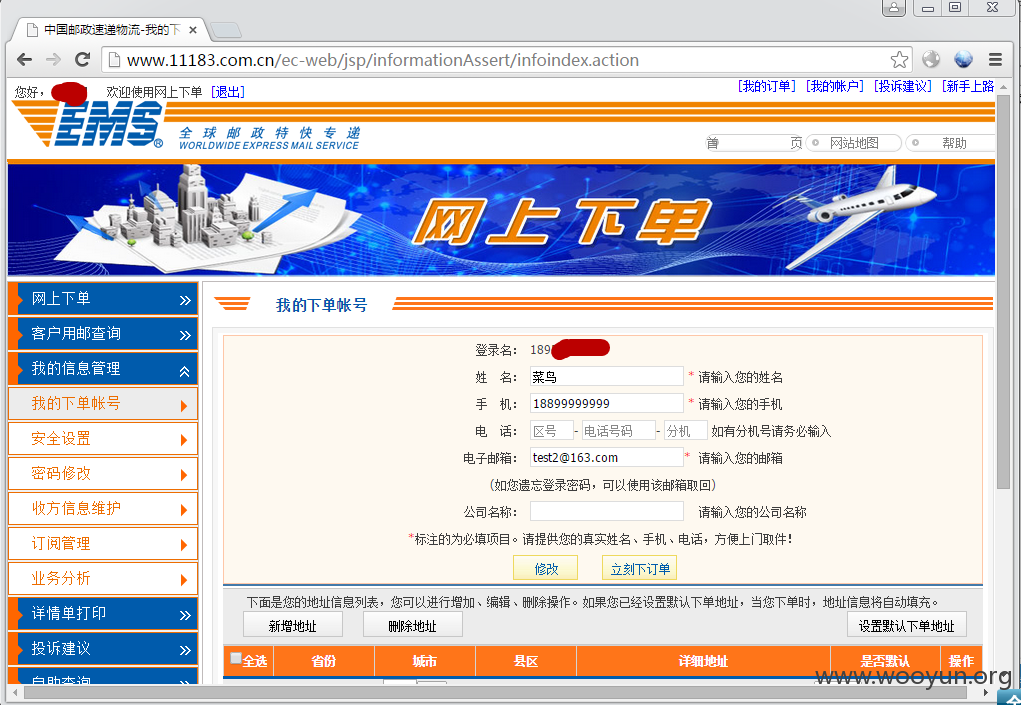 中国邮政速递物流-我的下
www.11183.com.cn/ec-web/jsp/informationAssert/infoindex.action
您好, 欢迎使用网上下单 [退出]
[我的订单] [我的帐户] [投诉建议] [新手上路
EMS® 全球邮政特快专递
WORLDWIDE EXPRESS MAIL SERVICE
首 页 网站地图 帮助
网上下单
网上下单
客户用邮查询
我的信息管理
我的下单帐号
安全设置
密码修改
收方信息维护
订阅管理
业务分析
详情单打印
投诉建议
自助查询
我的下单帐号
登录名: 189
姓 名: 菜鸟 * 请输入您的姓名
手 机: 18899999999 * 请输入您的手机
电 话: 区号 - 电话号码 - 分机 如有分机号请务必输入
电子邮箱: test2@163.com * 请输入您的邮箱
(如您遗忘登录密码，可以使用该邮箱取回)
公司名称: 请输入您的公司名称
*标注的为必填项目。请提供您的真实姓名、手机、电话，方便上门取件!
修改 立刻下订单
下面是您的地址信息列表，您可以进行增加、编辑、删除操作。如果您已经设置默认下单地址，当您下单时，地址信息将自动填充。
新增地址 删除地址 设置默认下单地址
全选 省份 城市 县区 详细地址 是否默认 操作
www.wooyun.org